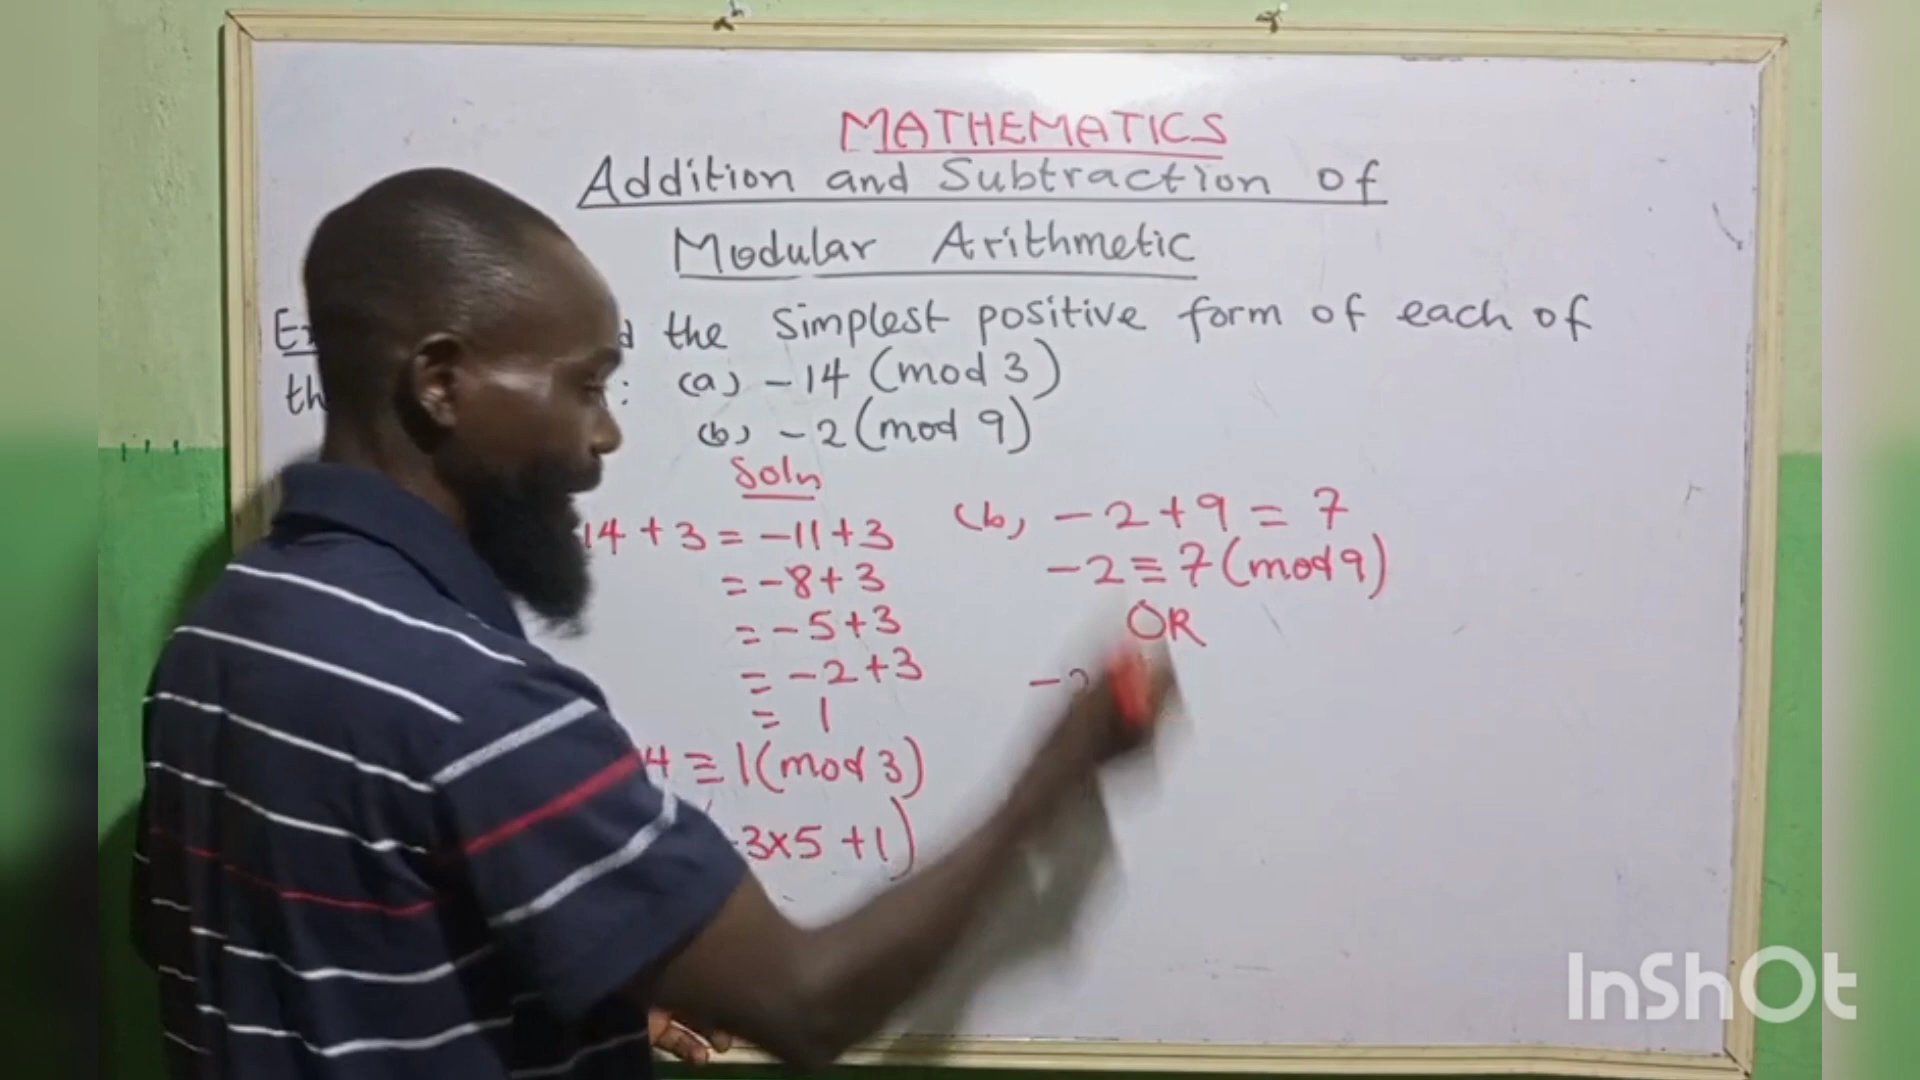 MATHEMATICS
Addition and Subtraction of
Modular Arithmetic
the Simplest positive form of each of
: (a) -14 (mod 3)
(b) -2 (mod 9)
Soln
14 + 3 = -11 + 3
= -8 + 3
= -5 + 3
= -2 + 3
= 1
4 ≡ 1 (mod 3)
3x5 + 1)
(b) -2 + 9 = 7
-2 ≡ 7 (mod 9)
OR
InShOt